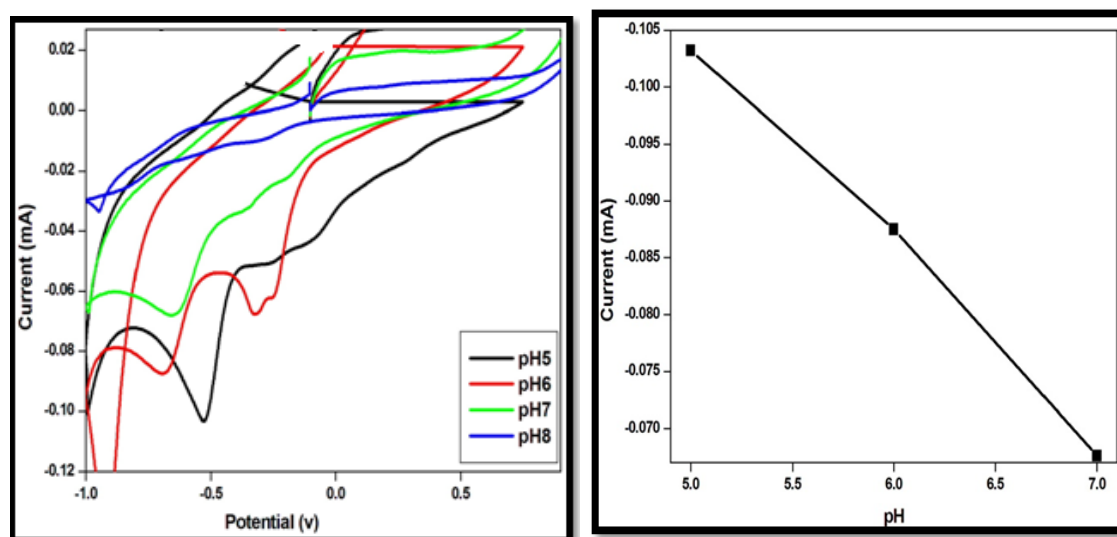 0.02
0.00
-0.02
-0.04
-0.06
-0.08
-0.10
-0.12
Current (mA)
-1.0 -0.5 0.0 0.5
Potential (v)
pH5
pH6
pH7
pH8
-0.105
-0.100
-0.095
-0.090
-0.085
-0.080
-0.075
-0.070
Current (mA)
5.0 5.5 6.0 6.5 7.0
pH